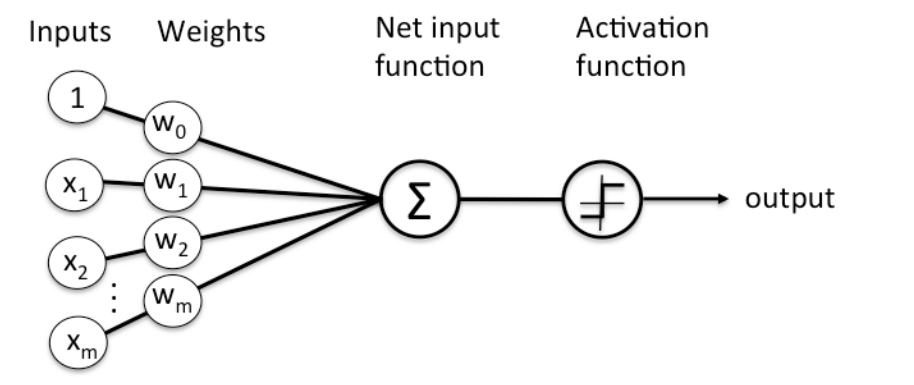 Inputs Weights Net input function Activation function
1
w0
x1
w1
Σ
output
x2
w2
⋮
wm
xm